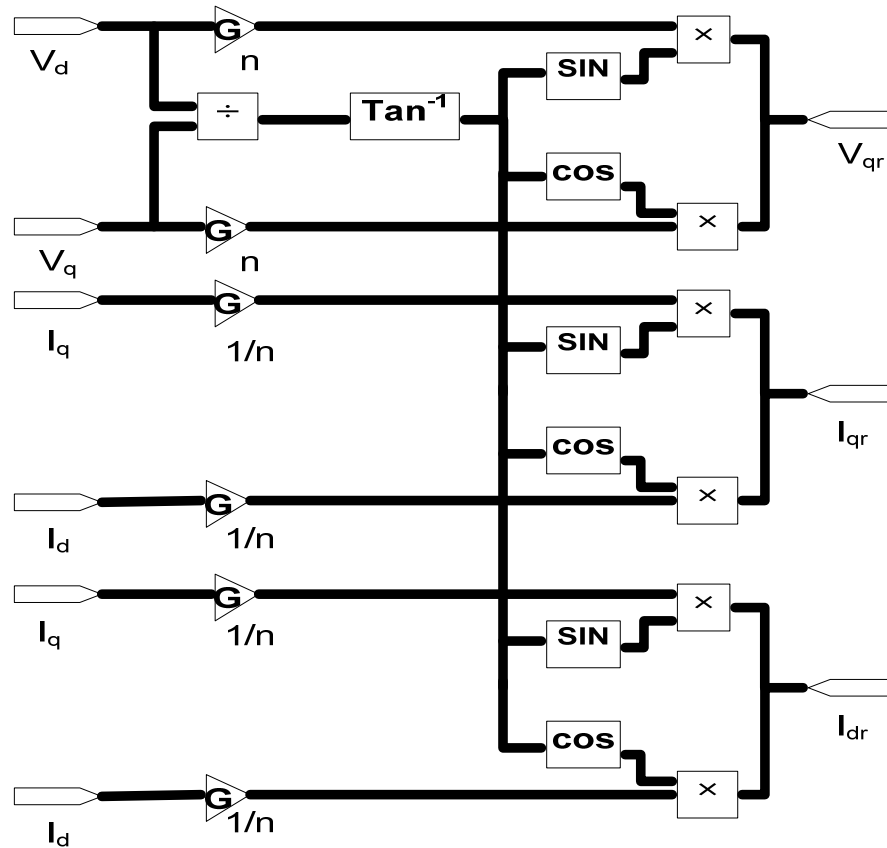 G
×
V_d
n
SIN
÷
Tan⁻¹
V_qr
cos
×
G
V_q
n
G
×
I_q
1/n
SIN
I_qr
cos
G
×
I_d
1/n
G
×
I_q
1/n
SIN
I_dr
cos
G
×
I_d
1/n